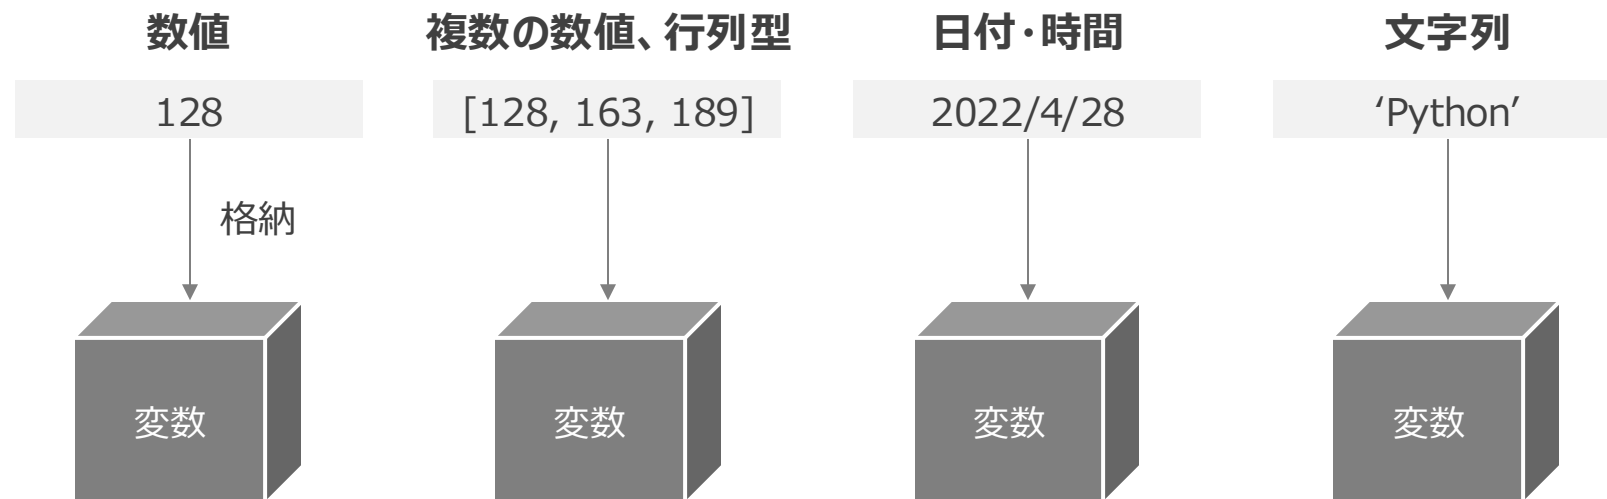 数値
複数の数値、行列型
日付・時間
文字列
128
[128, 163, 189]
2022/4/28
‘Python’
格納
変数
変数
変数
変数